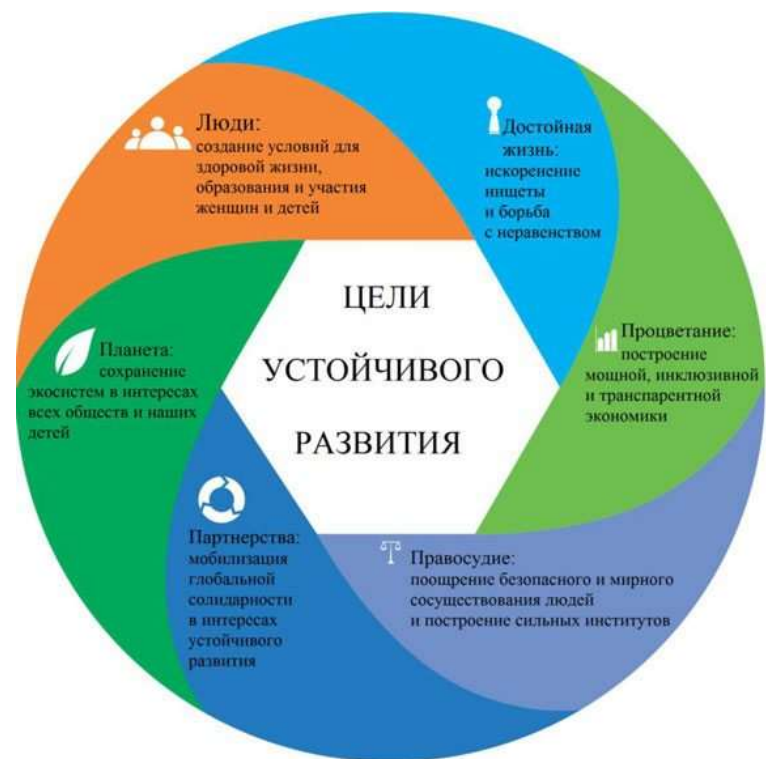 ЦЕЛИ
УСТОЙЧИВОГО
РАЗВИТИЯ
Люди:
создание условий для
здоровой жизни,
образования и участия
женщин и детей
Достойная
жизнь:
искоренение
нищеты
и борьба
с неравенством
Процветание:
построение
мощной, инклюзивной
и транспарентной
экономики
Правосудие:
поощрение безопасного и мирного
сосуществования людей
и построение сильных институтов
Партнерства:
мобилизация
глобальной
солидарности
в интересах
устойчивого
развития
Планета:
сохранение
экосистем в интересах
всех обществ и наших
детей